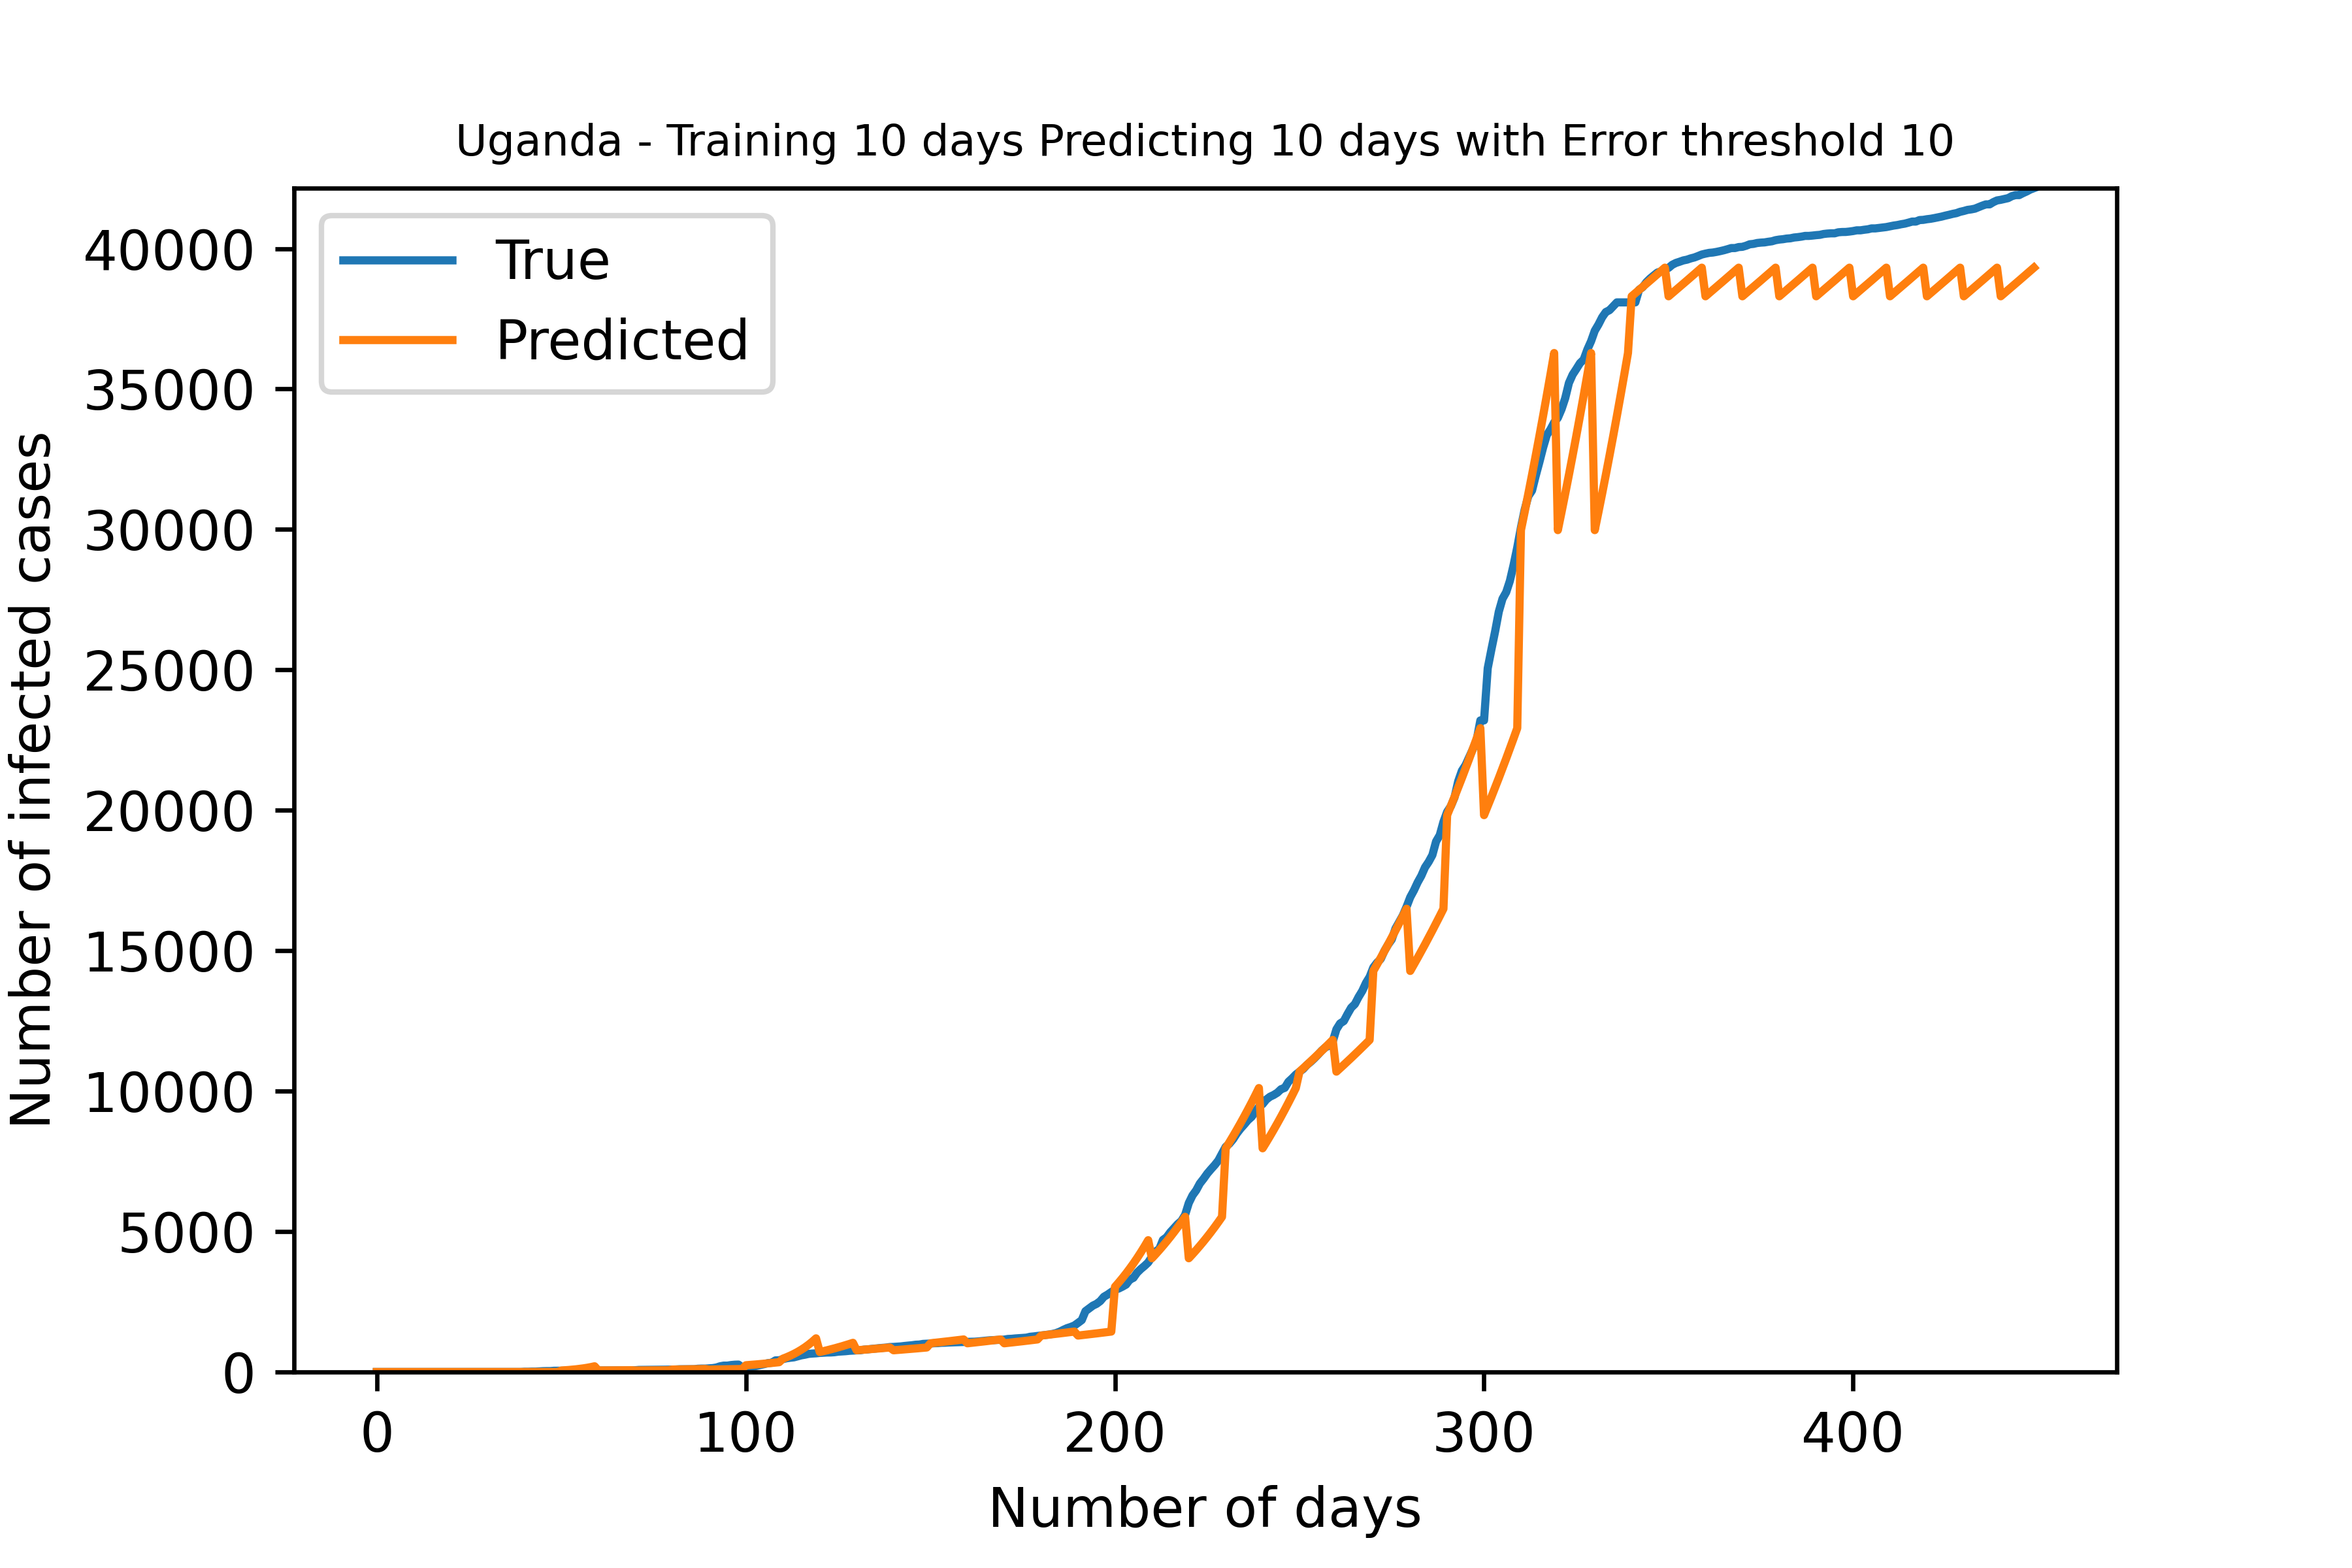 Uganda - Training 10 days Predicting 10 days with Error threshold 10
True
Predicted
Number of infected cases
40000
35000
30000
25000
20000
15000
10000
5000
0
0 100 200 300 400
Number of days